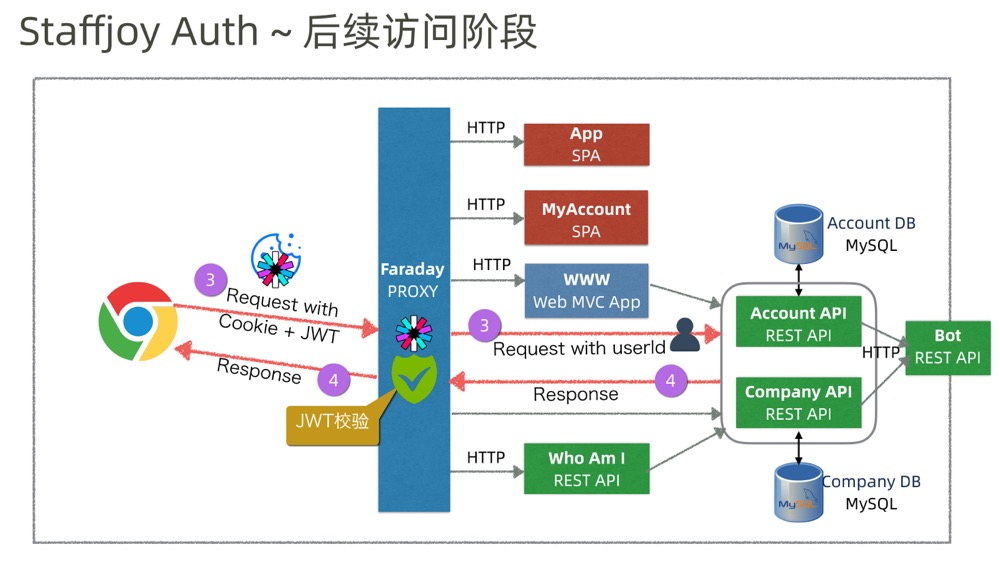 Staffjoy Auth ~ 后续访问阶段
HTTP
App
SPA
HTTP
MyAccount
SPA
HTTP
WWW
Web MVC App
Account DB
MySQL
MySQL
Faraday
PROXY
3
Request with
Cookie + JWT
Response
4
JWT校验
3
Request with userId
4
Response
Account API
REST API
Company API
REST API
HTTP
Bot
REST API
HTTP
Who Am I
REST API
Company DB
MySQL
MySQL